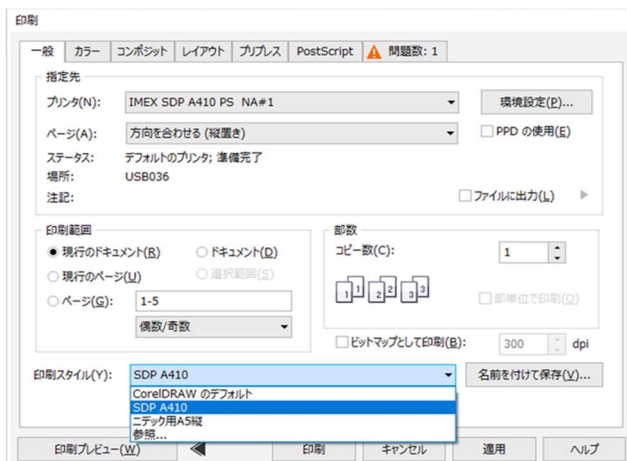 印刷
一般 カラー コンポジット レイアウト プリプレス PostScript 問題数: 1
指定先
プリンタ(N): IMEX SDP A410 PS NA#1 環境設定(P)...
ページ(A): 方向を合わせる (縦置き) PPD の使用(E)
ステータス: デフォルトのプリンタ; 準備完了
場所: USB036
注記: ファイルに出力(L)
印刷範囲 部数
現行のドキュメント(R) ドキュメント(D) コピー数(C): 1
現行のページ(U) 選択範囲(S)
1 1 2 2 3 3 部単位で印刷(O)
ページ(G): 1-5
偶数/奇数
ビットマップとして印刷(B): 300 dpi
印刷スタイル(Y): SDP A410 名前を付けて保存(V)...
CorelDRAW のデフォルト
SDP A410
ニデック用A5縦
参照...
印刷プレビュー(W) 印刷 キャンセル 適用 ヘルプ